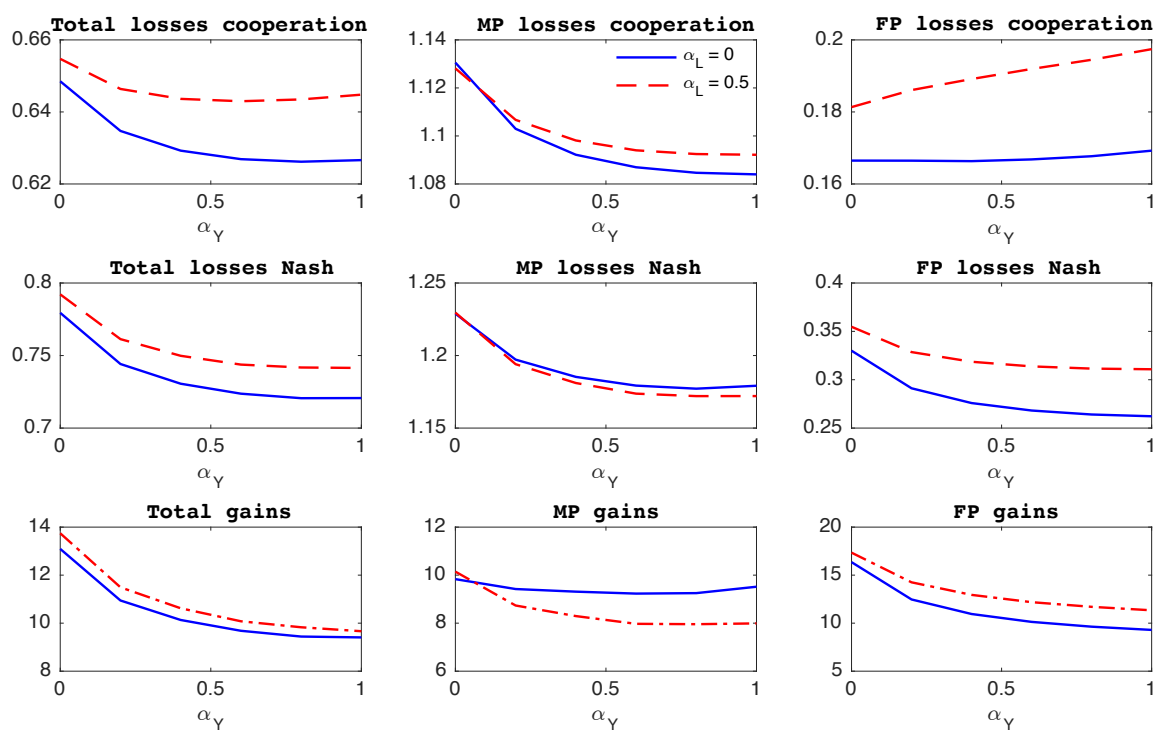 Total losses cooperation
0.66
0.64
0.62
0
0.5
1
α_Y
MP losses cooperation
1.14
1.12
1.1
1.08
0
0.5
1
α_Y
α_L = 0
α_L = 0.5
FP losses cooperation
0.2
0.18
0.16
0
0.5
1
α_Y
Total losses Nash
0.8
0.75
0.7
0
0.5
1
α_Y
MP losses Nash
1.25
1.2
1.15
0
0.5
1
α_Y
FP losses Nash
0.4
0.35
0.3
0.25
0
0.5
1
α_Y
Total gains
14
12
10
8
0
0.5
1
α_Y
MP gains
12
10
8
6
0
0.5
1
α_Y
FP gains
20
15
10
5
0
0.5
1
α_Y